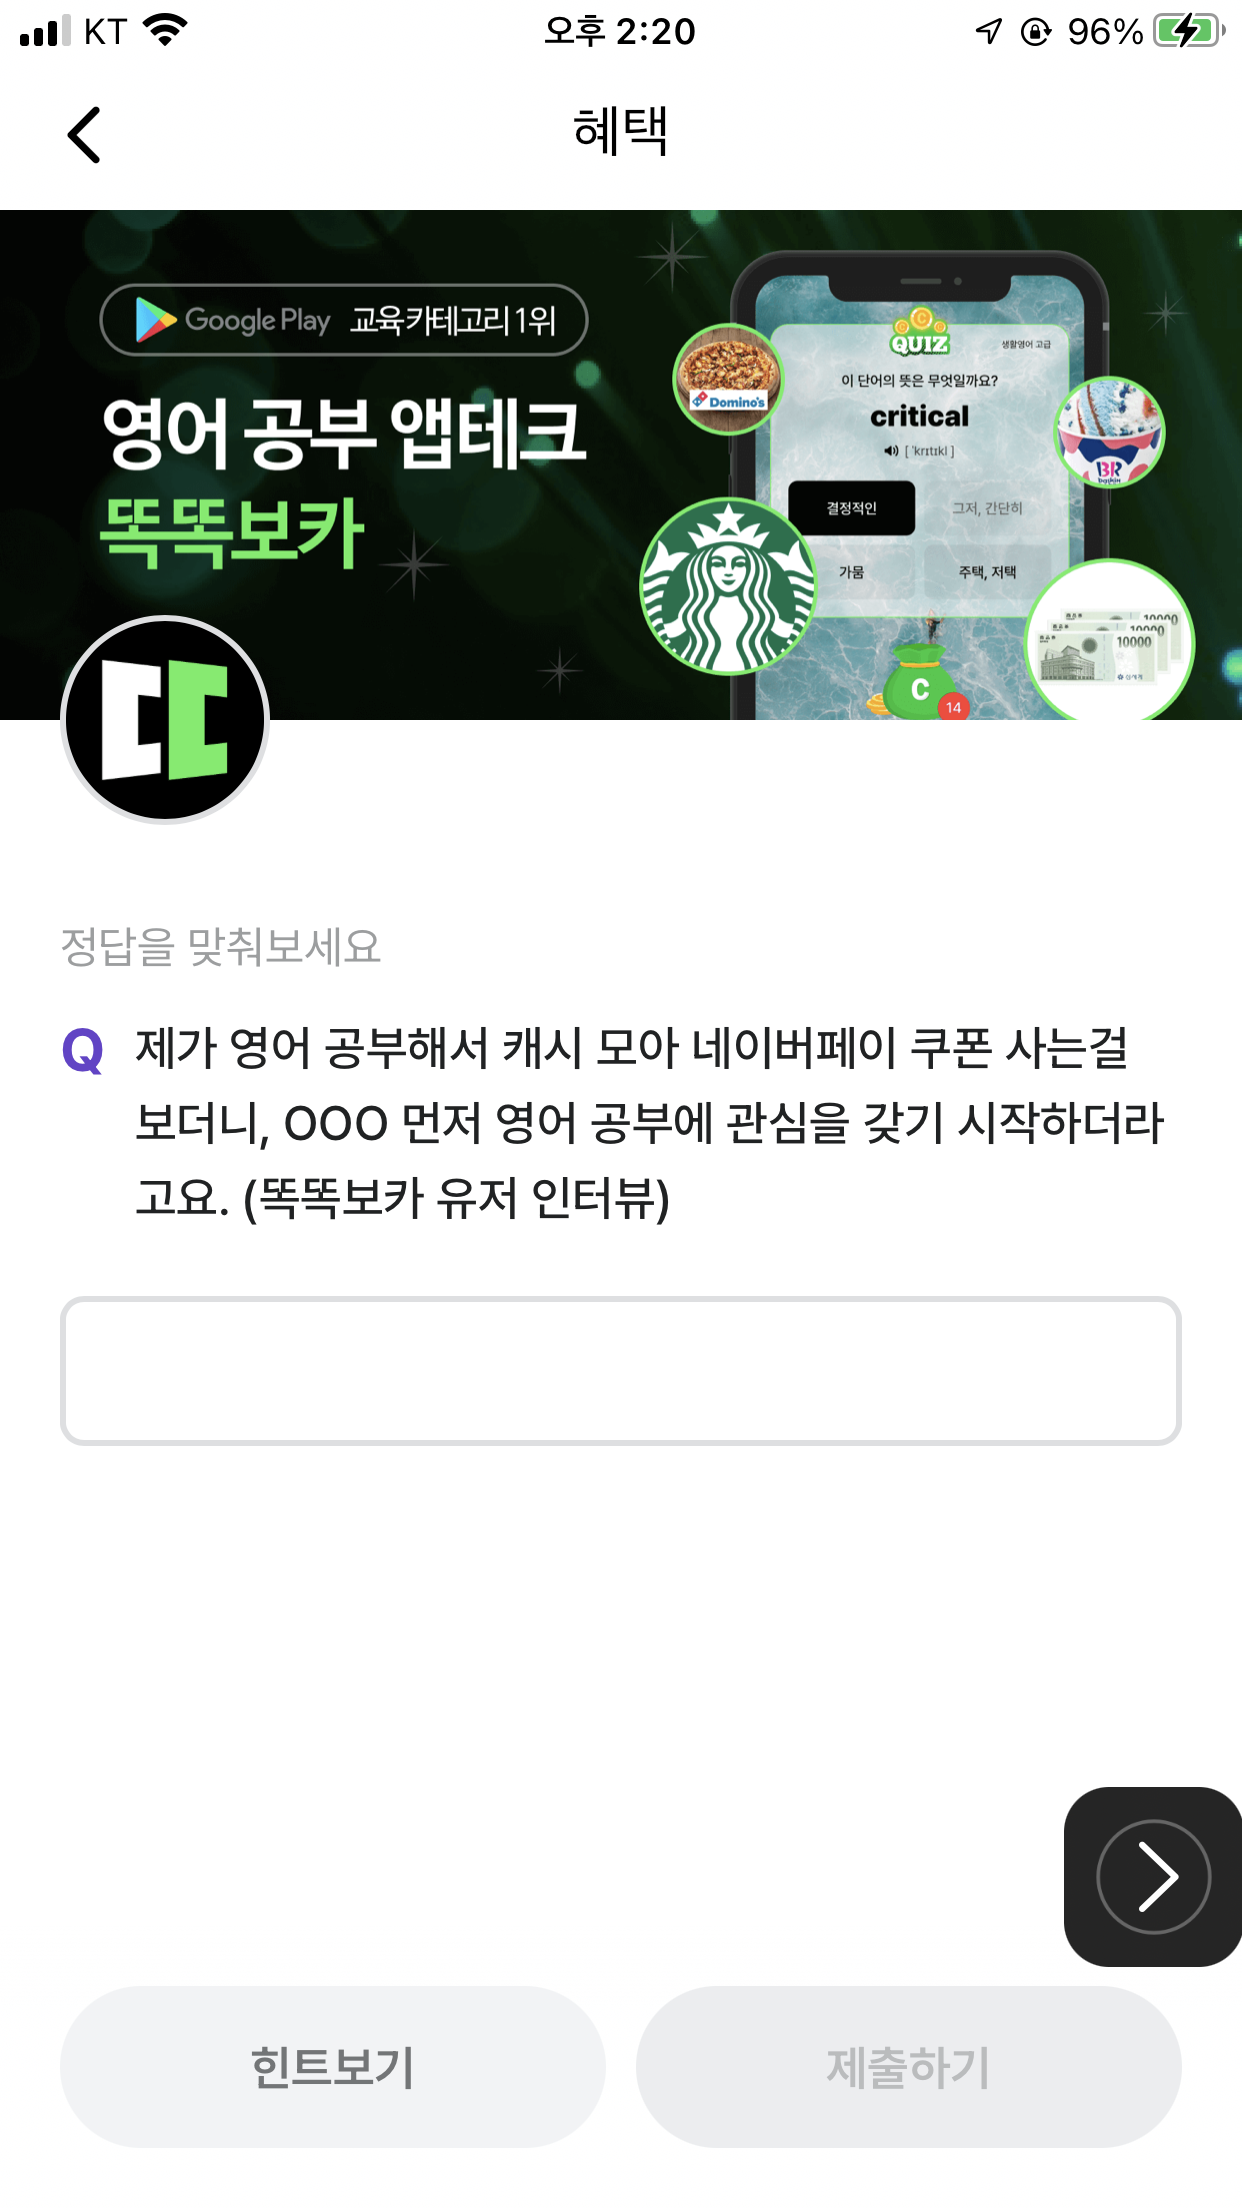 KT 오후 2:20 96%
혜택
Google Play 교육 카테고리 1위
영어 공부 앱테크
똑똑보카
QUIZ
생활영어 고급
이 단어의 뜻은 무엇일까요?
critical
[ ˈkrɪtɪkl ]
결정적인 그저, 간단히
가뭄 주택, 저택
Domino's
BR
baskin
10000
10000
10000
C
14
정답을 맞춰보세요
Q 제가 영어 공부해서 캐시 모아 네이버페이 쿠폰 사는걸
보더니, OOO 먼저 영어 공부에 관심을 갖기 시작하더라
고요. (똑똑보카 유저 인터뷰)
힌트보기 제출하기